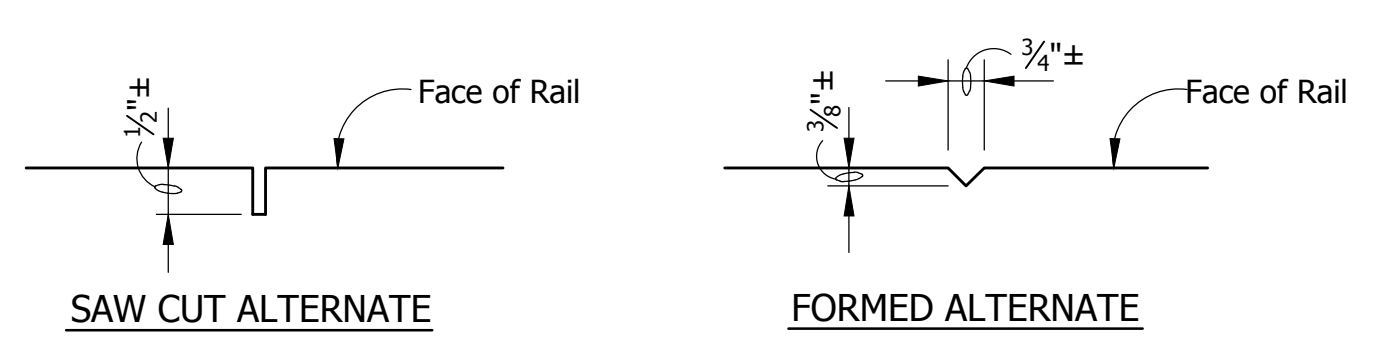 ½"±
Face of Rail
SAW CUT ALTERNATE
¾"±
⅜"±
Face of Rail
FORMED ALTERNATE